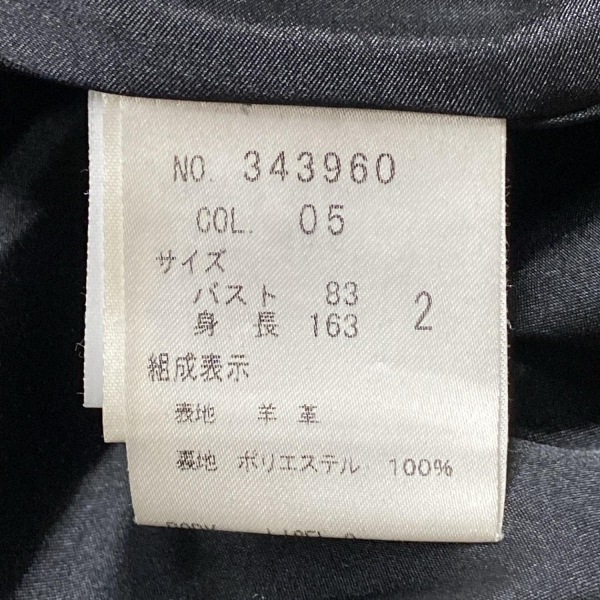 NO. 343960
COL. 05
サイズ
バスト 83
身 長 163 2
組成表示
表地 羊 革
裏地 ポリエステル 100%